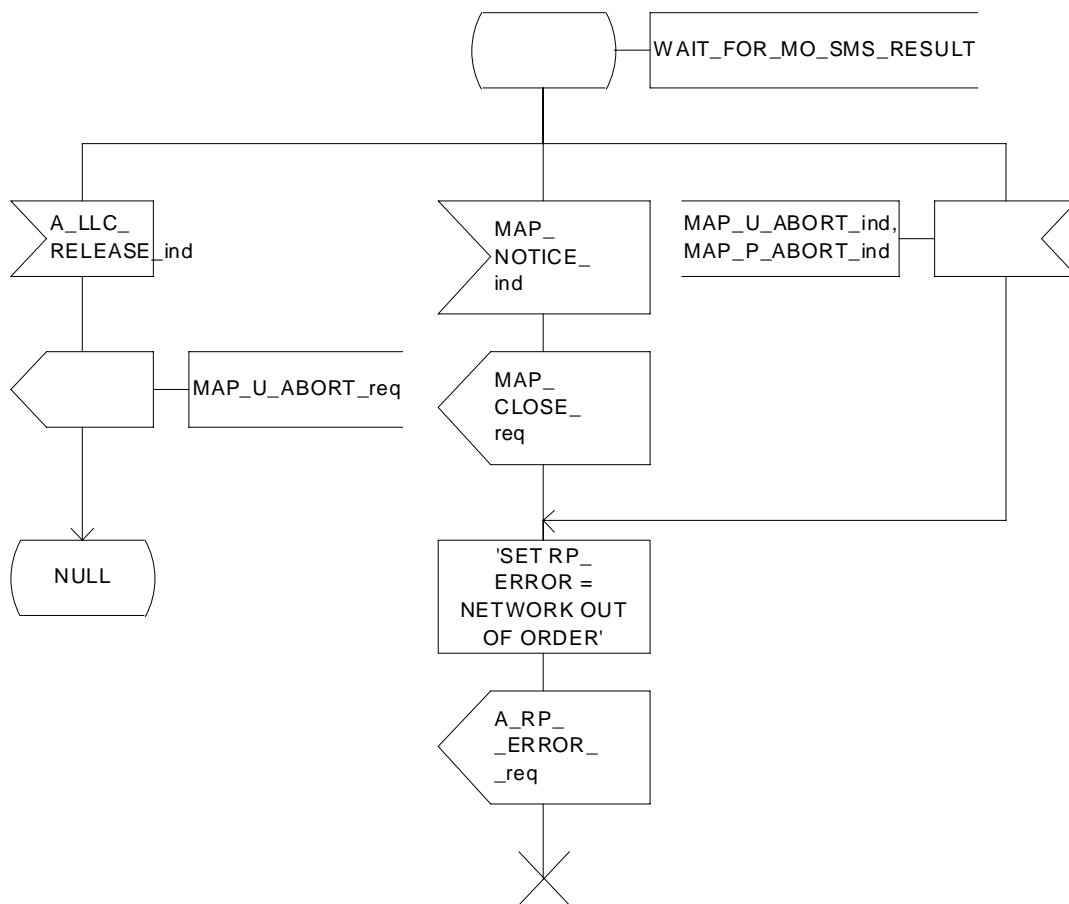 WAIT_FOR_MO_SMS_RESULT
A_LLC_
RELEASE_ind
MAP_
NOTICE_
ind
MAP_U_ABORT_ind,
MAP_P_ABORT_ind
MAP_U_ABORT_req
MAP_
CLOSE_
req
NULL
'SET RP_
ERROR =
NETWORK OUT
OF ORDER'
A_RP_
_ERROR_
_req